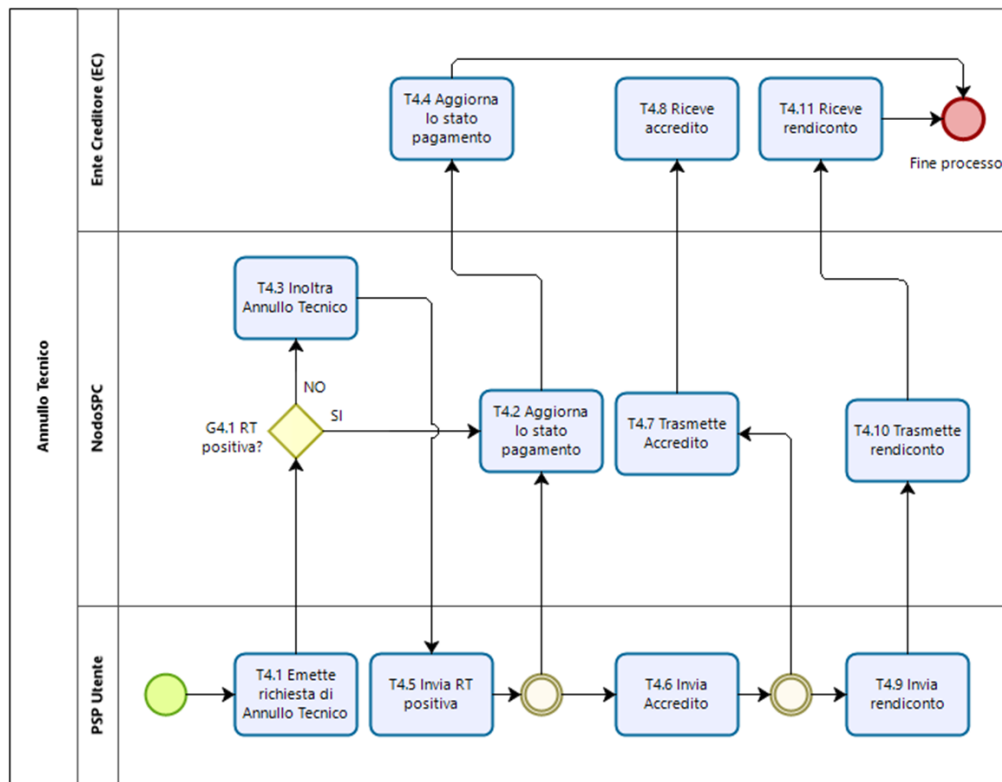 Annullo Tecnico
Ente Creditore (EC)
T4.4 Aggiorna
lo stato
pagamento
T4.8 Riceve
accredito
T4.11 Riceve
rendiconto
Fine processo
NodoSPC
T4.3 Inoltra
Annullo Tecnico
NO
SI
G4.1 RT
positiva?
T4.2 Aggiorna
lo stato
pagamento
T4.7 Trasmette
Accredito
T4.10 Trasmette
rendiconto
PSP Utente
T4.1 Emette
richiesta di
Annullo Tecnico
T4.5 Invia RT
positiva
T4.6 Invia
Accredito
T4.9 Invia
rendiconto